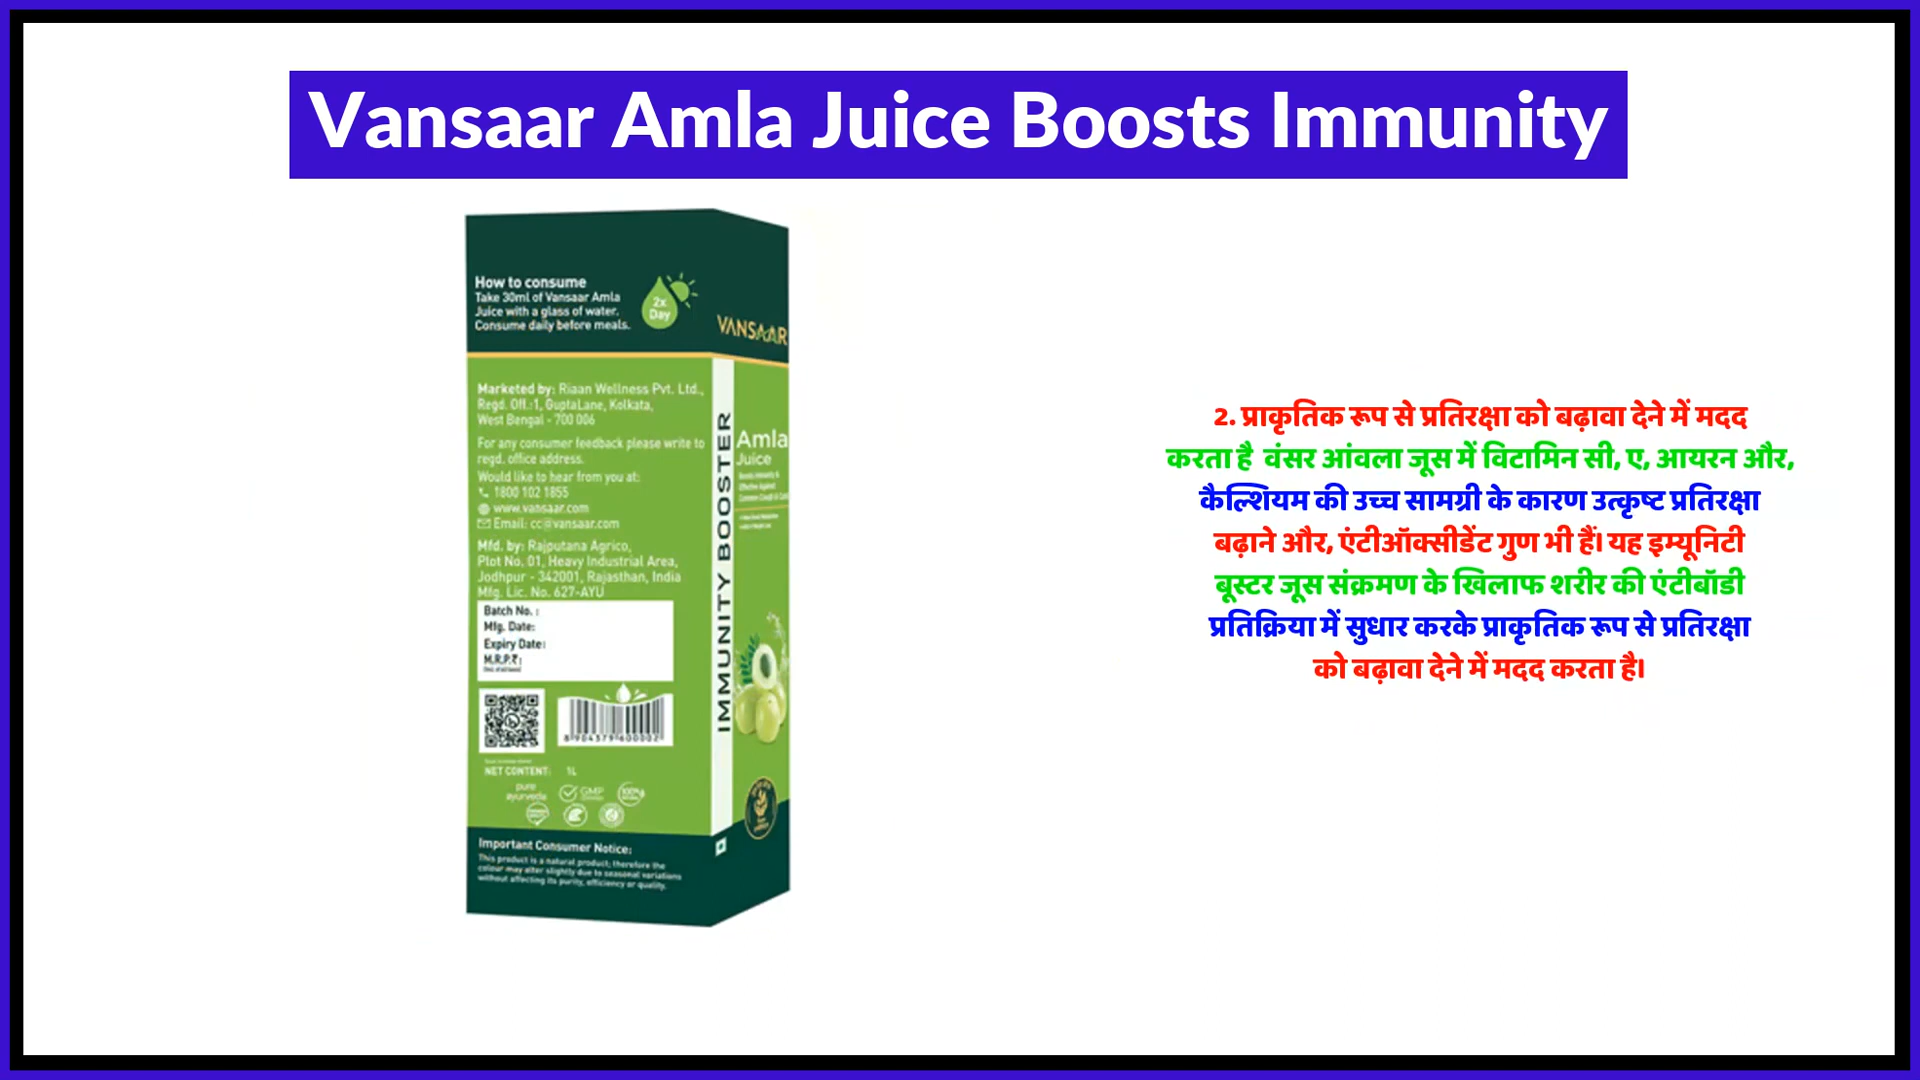 Vansaar Amla Juice Boosts Immunity
How to consume
Take 30ml of Vansaar Amla
Juice with a glass of water.
Consume daily before meals.
2x
Day
VANSAAR
Marketed by: Riaan Wellness Pvt. Ltd.,
Regd. Off.:1, GuptaLane, Kolkata,
West Bengal - 700 006
For any consumer feedback please write to
regd. office address.
Would like to hear from you at:
1800 102 1855
www.vansaar.com
Email: cc@vansaar.com
Mfd. by: Rajputana Agrico,
Plot No. 01, Heavy Industrial Area,
Jodhpur - 342001, Rajasthan, India
Mfg. Lic. No. 627-AYU
Batch No. :
Mfg. Date:
Expiry Date:
M.R.P.₹:
8904379600002
NET CONTENT: 1L
pure
ayurveda
GMP
100%
Important Consumer Notice:
This product is a natural product; therefore the
colour may alter slightly due to seasonal variations
without affecting its purity, efficiency or quality.
IMMUNITY BOOSTER
Amla
Juice
2. प्राकृतिक रूप से प्रतिरक्षा को बढ़ावा देने में मदद
करता है वंसर आंवला जूस में विटामिन सी, ए, आयरन और,
कैल्शियम की उच्च सामग्री के कारण उत्कृष्ट प्रतिरक्षा
बढ़ाने और, एंटीऑक्सीडेंट गुण भी हैं। यह इम्यूनिटी
बूस्टर जूस संक्रमण के खिलाफ शरीर की एंटीबॉडी
प्रतिक्रिया में सुधार करके प्राकृतिक रूप से प्रतिरक्षा
को बढ़ावा देने में मदद करता है।